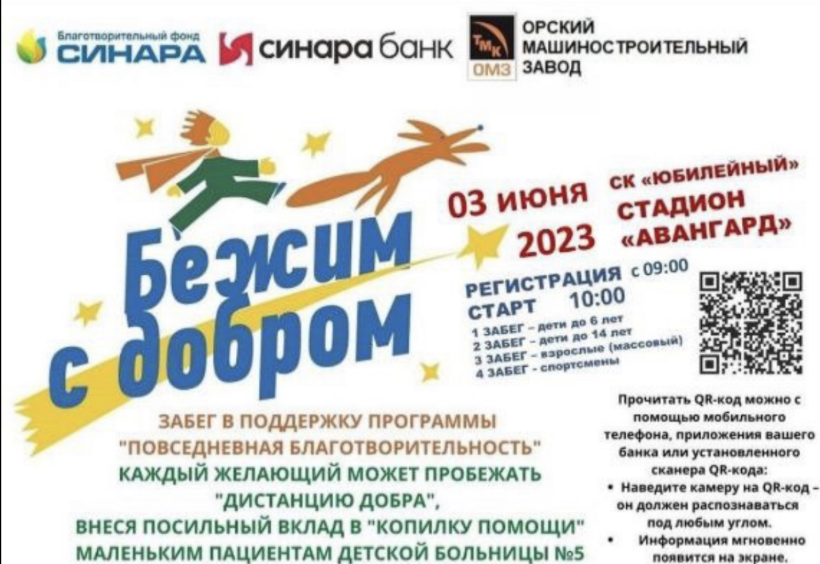 Благотворительный фонд
СИНАРА
синара банк
ТМК
ОМЗ
ОРСКИЙ
МАШИНОСТРОИТЕЛЬНЫЙ
ЗАВОД
Бежим
с добром
03 ИЮНЯ
2023
СК «ЮБИЛЕЙНЫЙ»
СТАДИОН
«АВАНГАРД»
РЕГИСТРАЦИЯ с 09:00
СТАРТ 10:00
1 ЗАБЕГ – дети до 6 лет
2 ЗАБЕГ – дети до 14 лет
3 ЗАБЕГ – взрослые (массовый)
4 ЗАБЕГ - спортсмены
ЗАБЕГ В ПОДДЕРЖКУ ПРОГРАММЫ
"ПОВСЕДНЕВНАЯ БЛАГОТВОРИТЕЛЬНОСТЬ"
КАЖДЫЙ ЖЕЛАЮЩИЙ МОЖЕТ ПРОБЕЖАТЬ
"ДИСТАНЦИЮ ДОБРА",
ВНЕСЯ ПОСИЛЬНЫЙ ВКЛАД В "КОПИЛКУ ПОМОЩИ"
МАЛЕНЬКИМ ПАЦИЕНТАМ ДЕТСКОЙ БОЛЬНИЦЫ №5
Прочитать QR-код можно с
помощью мобильного
телефона, приложения вашего
банка или установленного
сканера QR-кода:
• Наведите камеру на QR-код –
он должен распознаваться
под любым углом.
• Информация мгновенно
появится на экране.